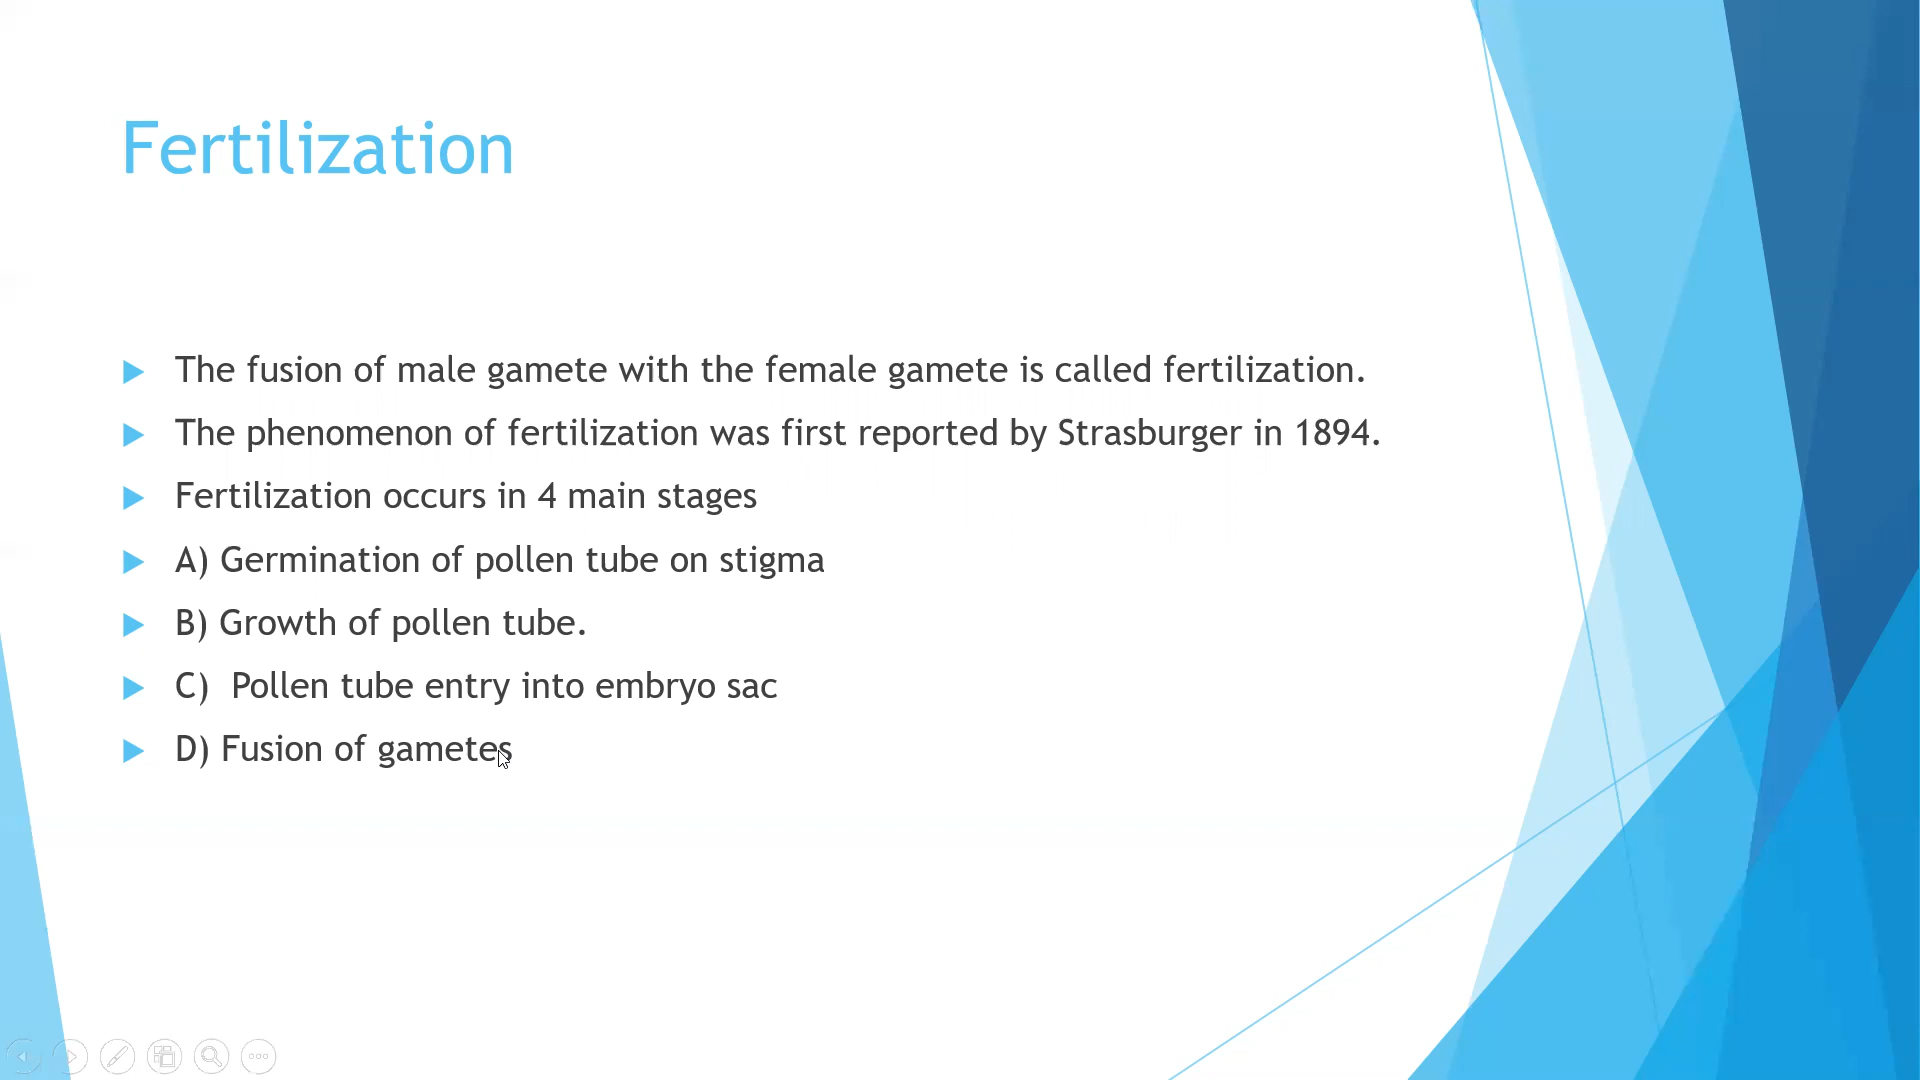 Fertilization
The fusion of male gamete with the female gamete is called fertilization.
The phenomenon of fertilization was first reported by Strasburger in 1894.
Fertilization occurs in 4 main stages
A) Germination of pollen tube on stigma
B) Growth of pollen tube.
C)  Pollen tube entry into embryo sac
D) Fusion of gametes